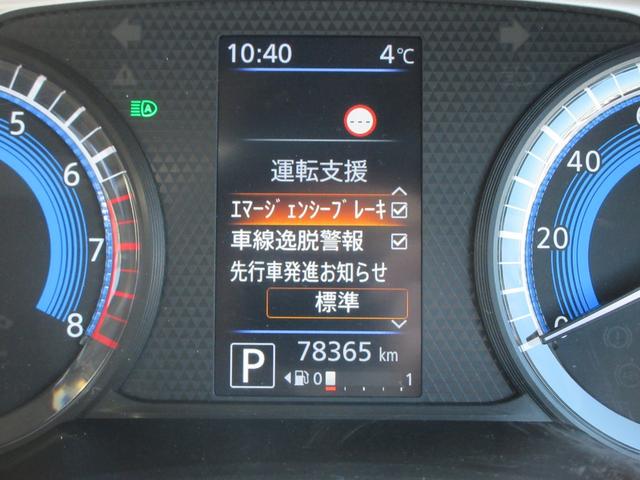 10:40 4℃
---
運転支援
ｴﾏｰｼﾞｪﾝｼｰﾌﾞﾚｰｷ
車線逸脱警報
先行車発進お知らせ
標準
78365 km
P
0 1
5
6
7
8
40
20
0
A